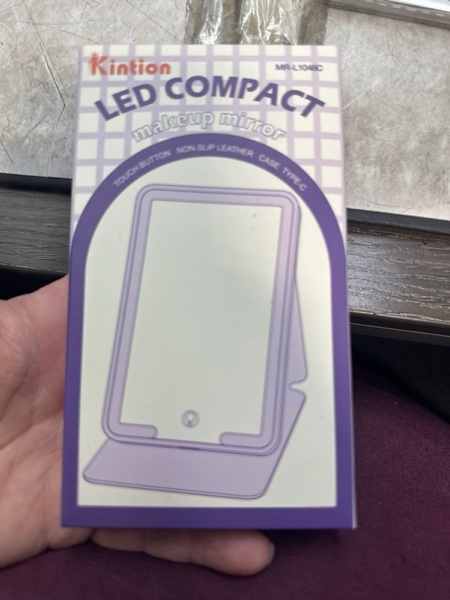 Kintion
MR-L1048C
LED COMPACT
makeup mirror
TOUCH BUTTON NON-SLIP LEATHER CASE TYPE-C